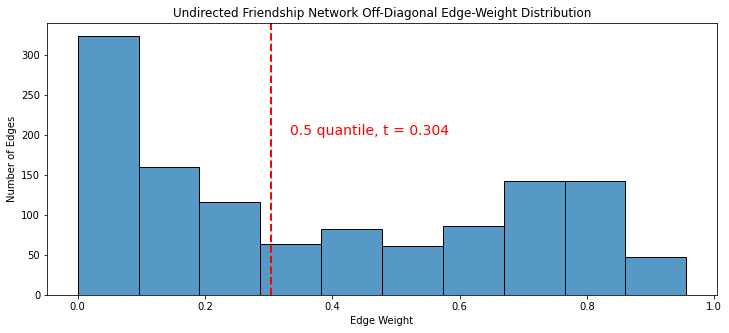 Undirected Friendship Network Off-Diagonal Edge-Weight Distribution
300
250
200
150
100
50
0
Number of Edges
0.5 quantile, t = 0.304
0.0 0.2 0.4 0.6 0.8 1.0
Edge Weight